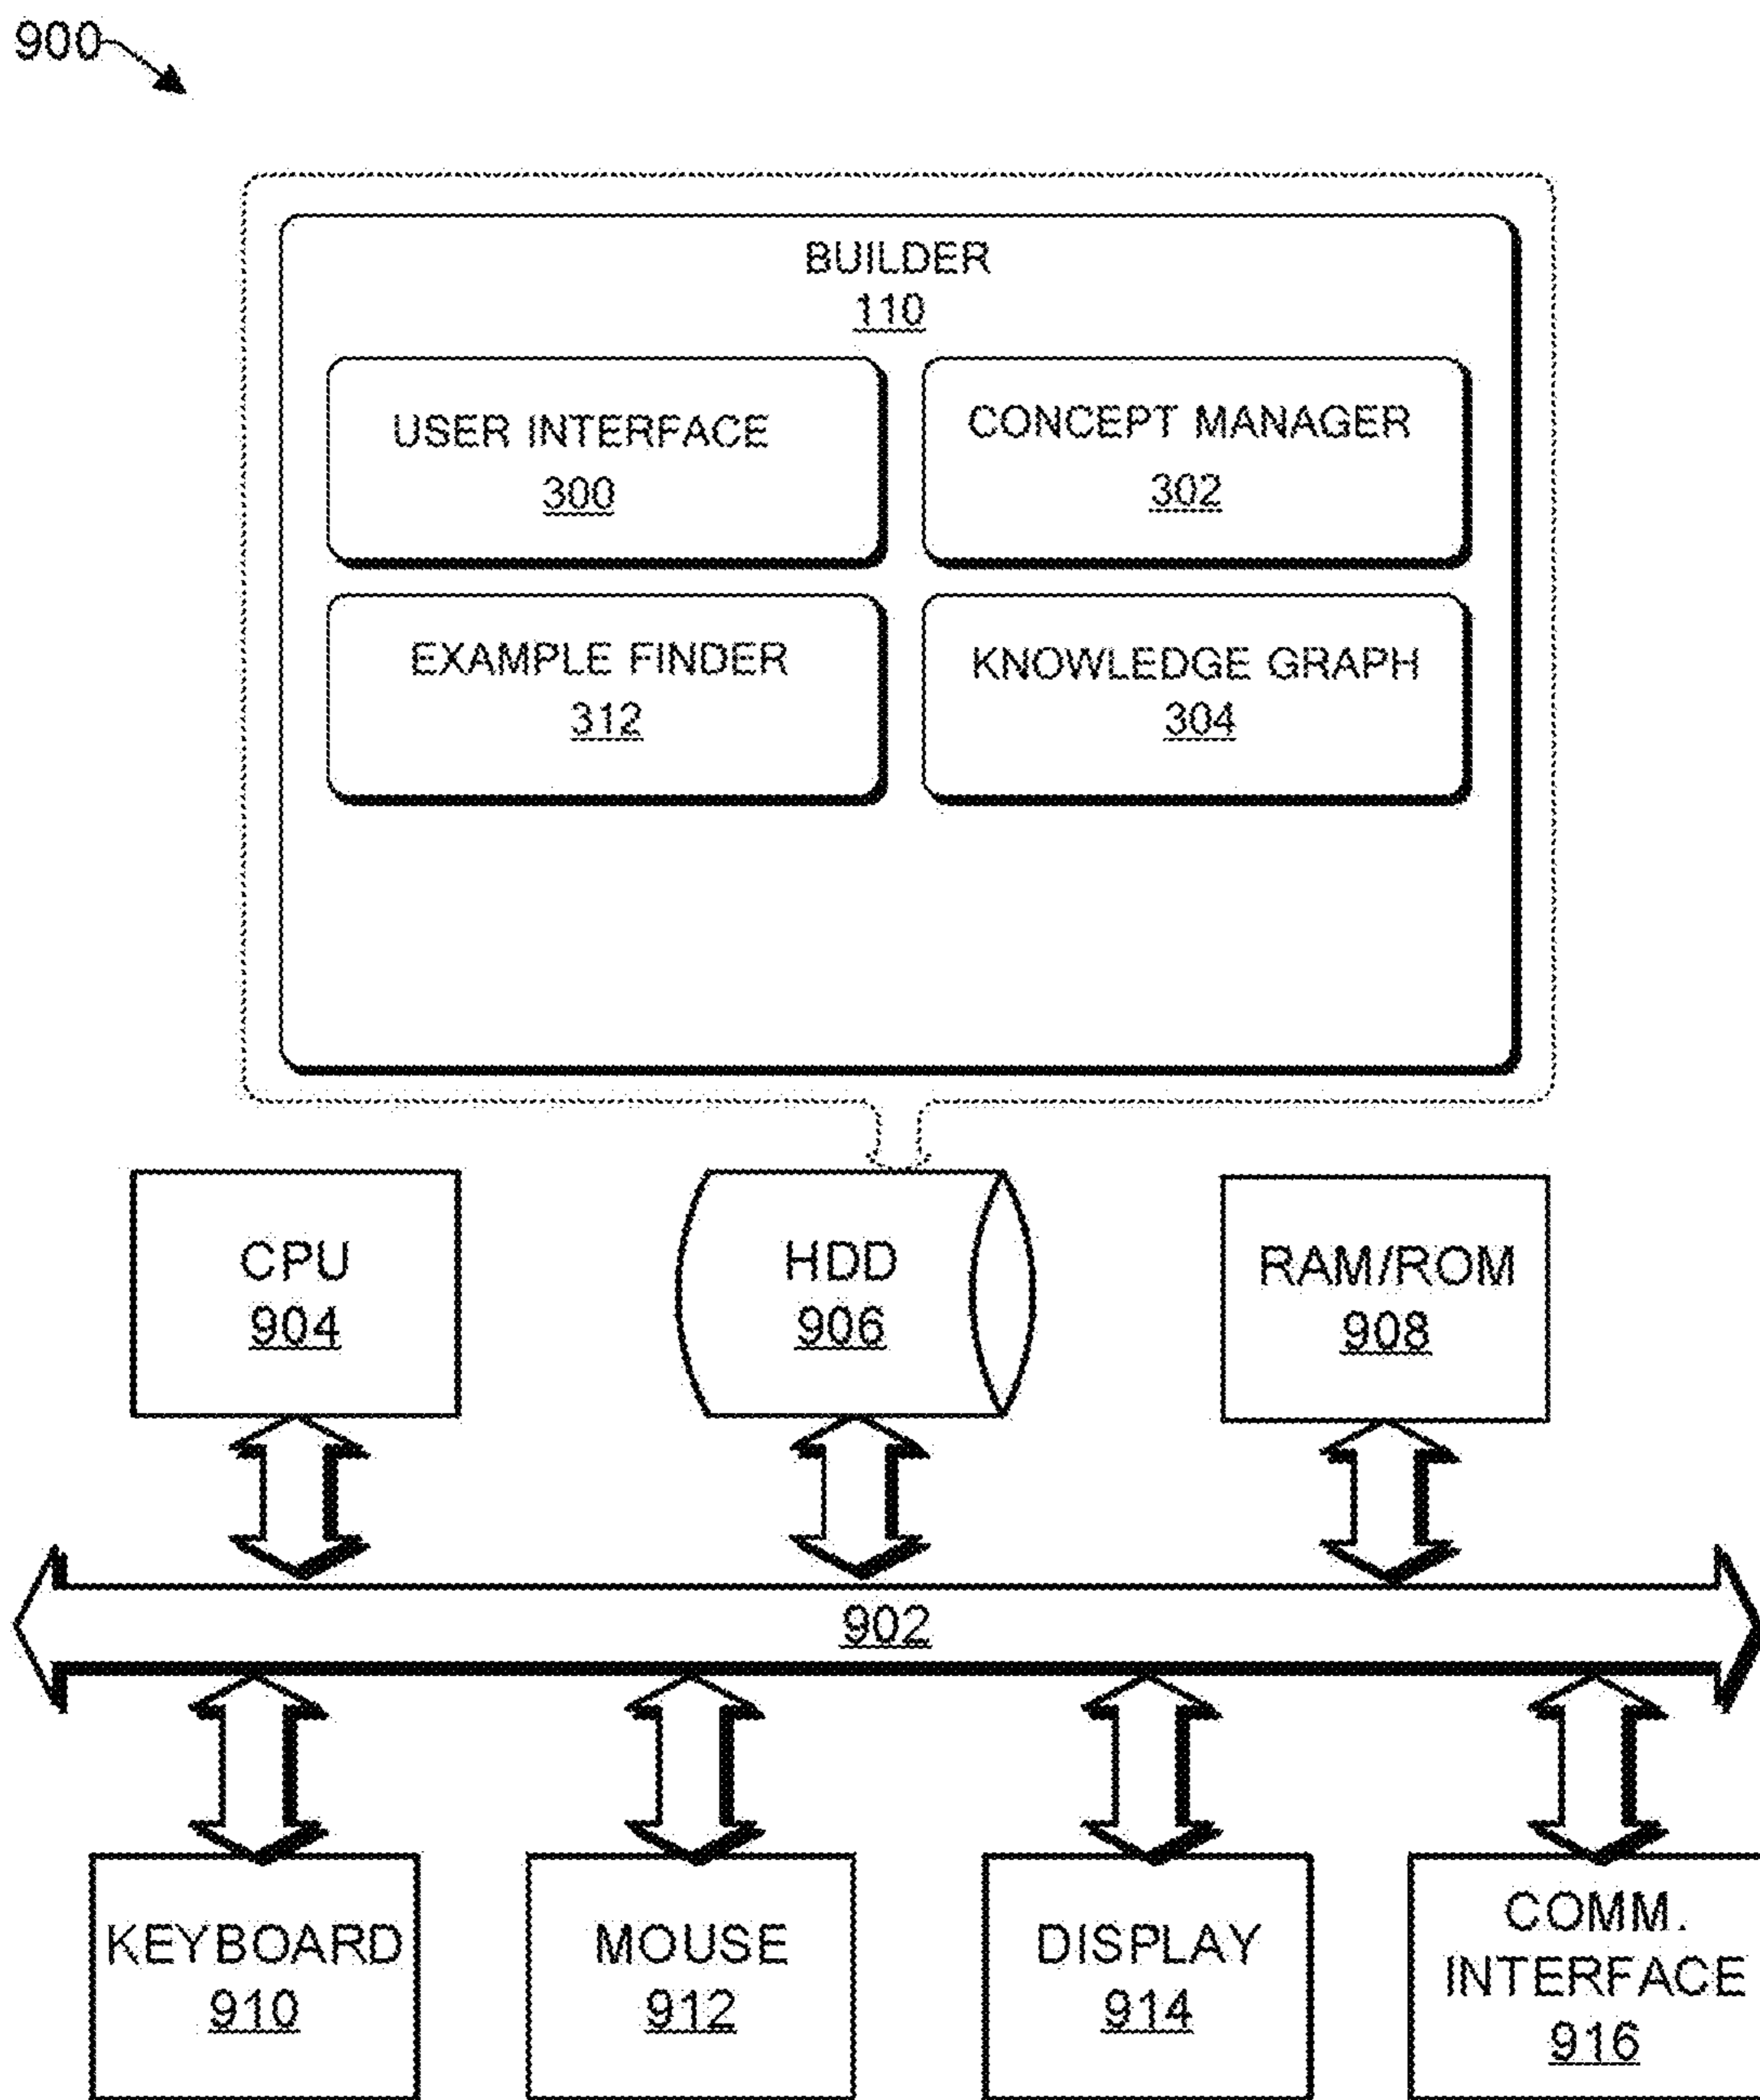 900
BUILDER
110
USER INTERFACE
300
CONCEPT MANAGER
302
EXAMPLE FINDER
312
KNOWLEDGE GRAPH
304
CPU
904
HDD
906
RAM/ROM
908
902
KEYBOARD
910
MOUSE
912
DISPLAY
914
COMM.
INTERFACE
916